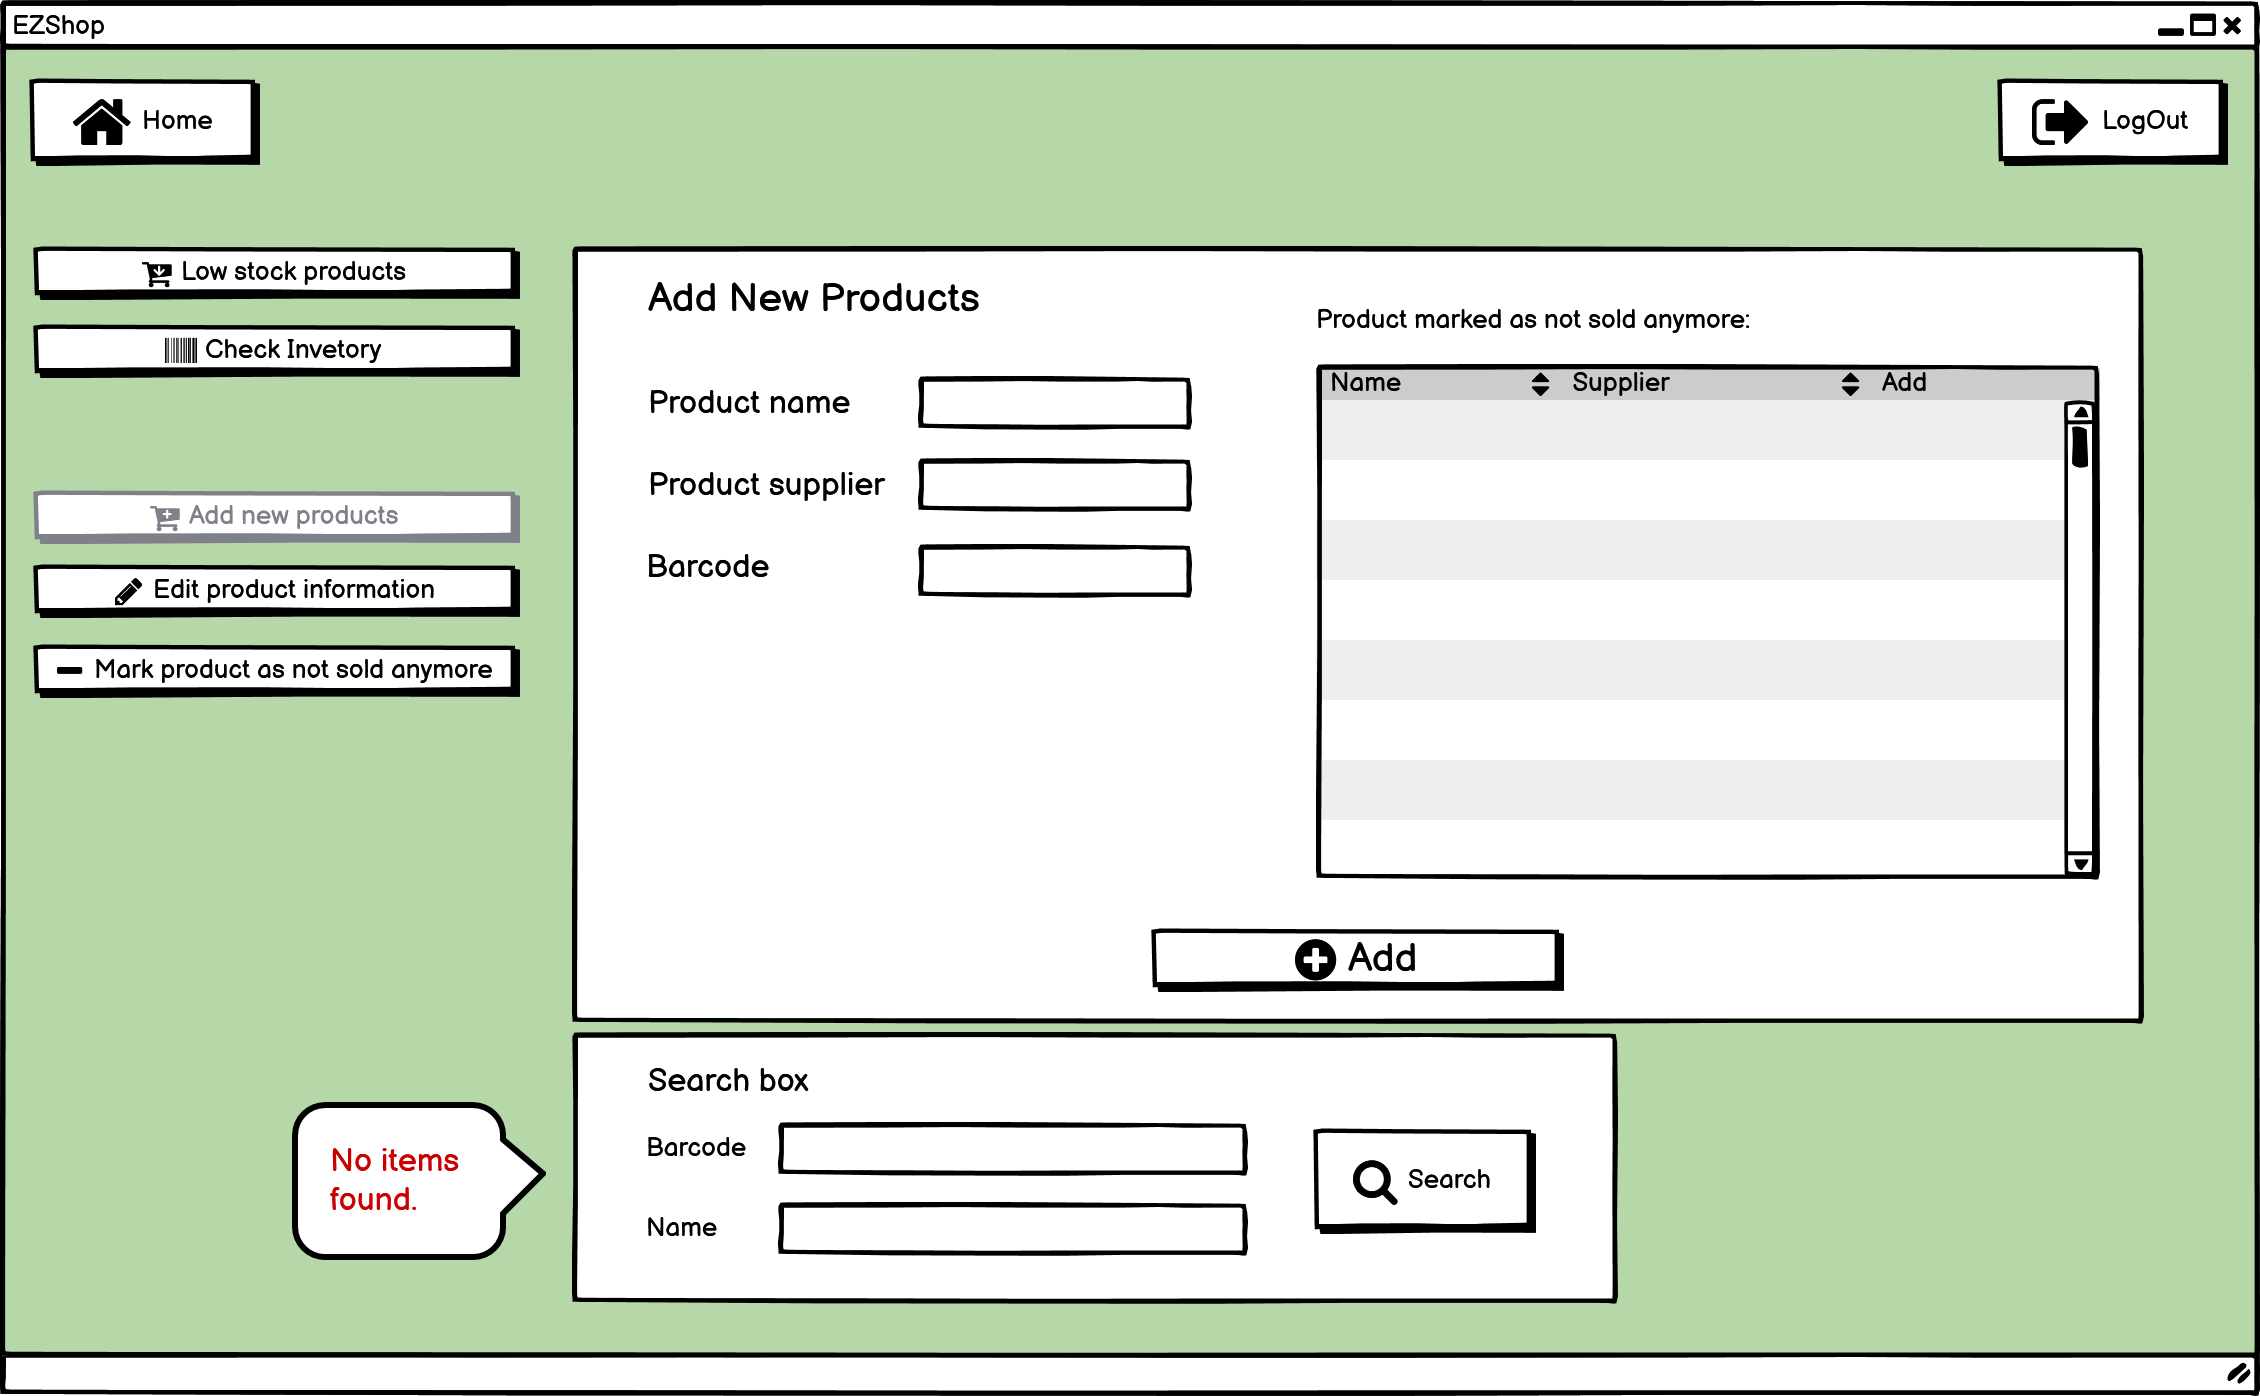 EZShop
Home
LogOut
Low stock products
Check Invetory
Add new products
Edit product information
Mark product as not sold anymore
Add New Products
Product name
Product supplier
Barcode
Product marked as not sold anymore:
Name Supplier Add
Add
Search box
Barcode
Name
Search
No items
found.